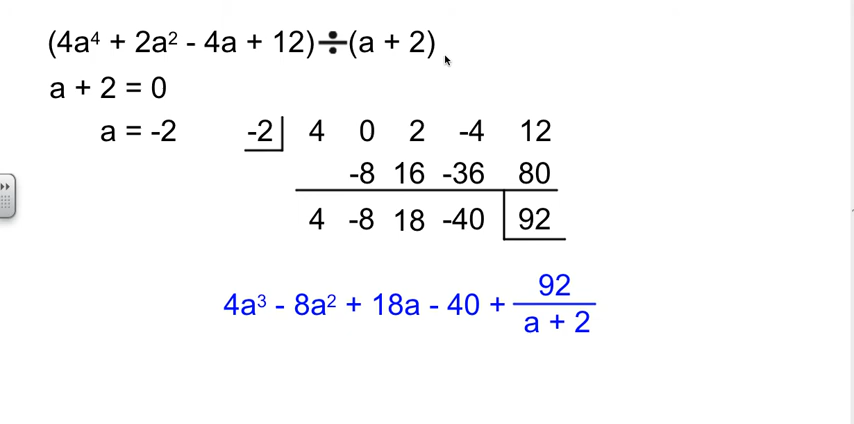 (4a⁴ + 2a² - 4a + 12)÷(a + 2)
a + 2 = 0
a = -2 -2 4 0 2 -4 12
-8 16 -36 80
4 -8 18 -40 92
4a³ - 8a² + 18a - 40 + 92/(a + 2)